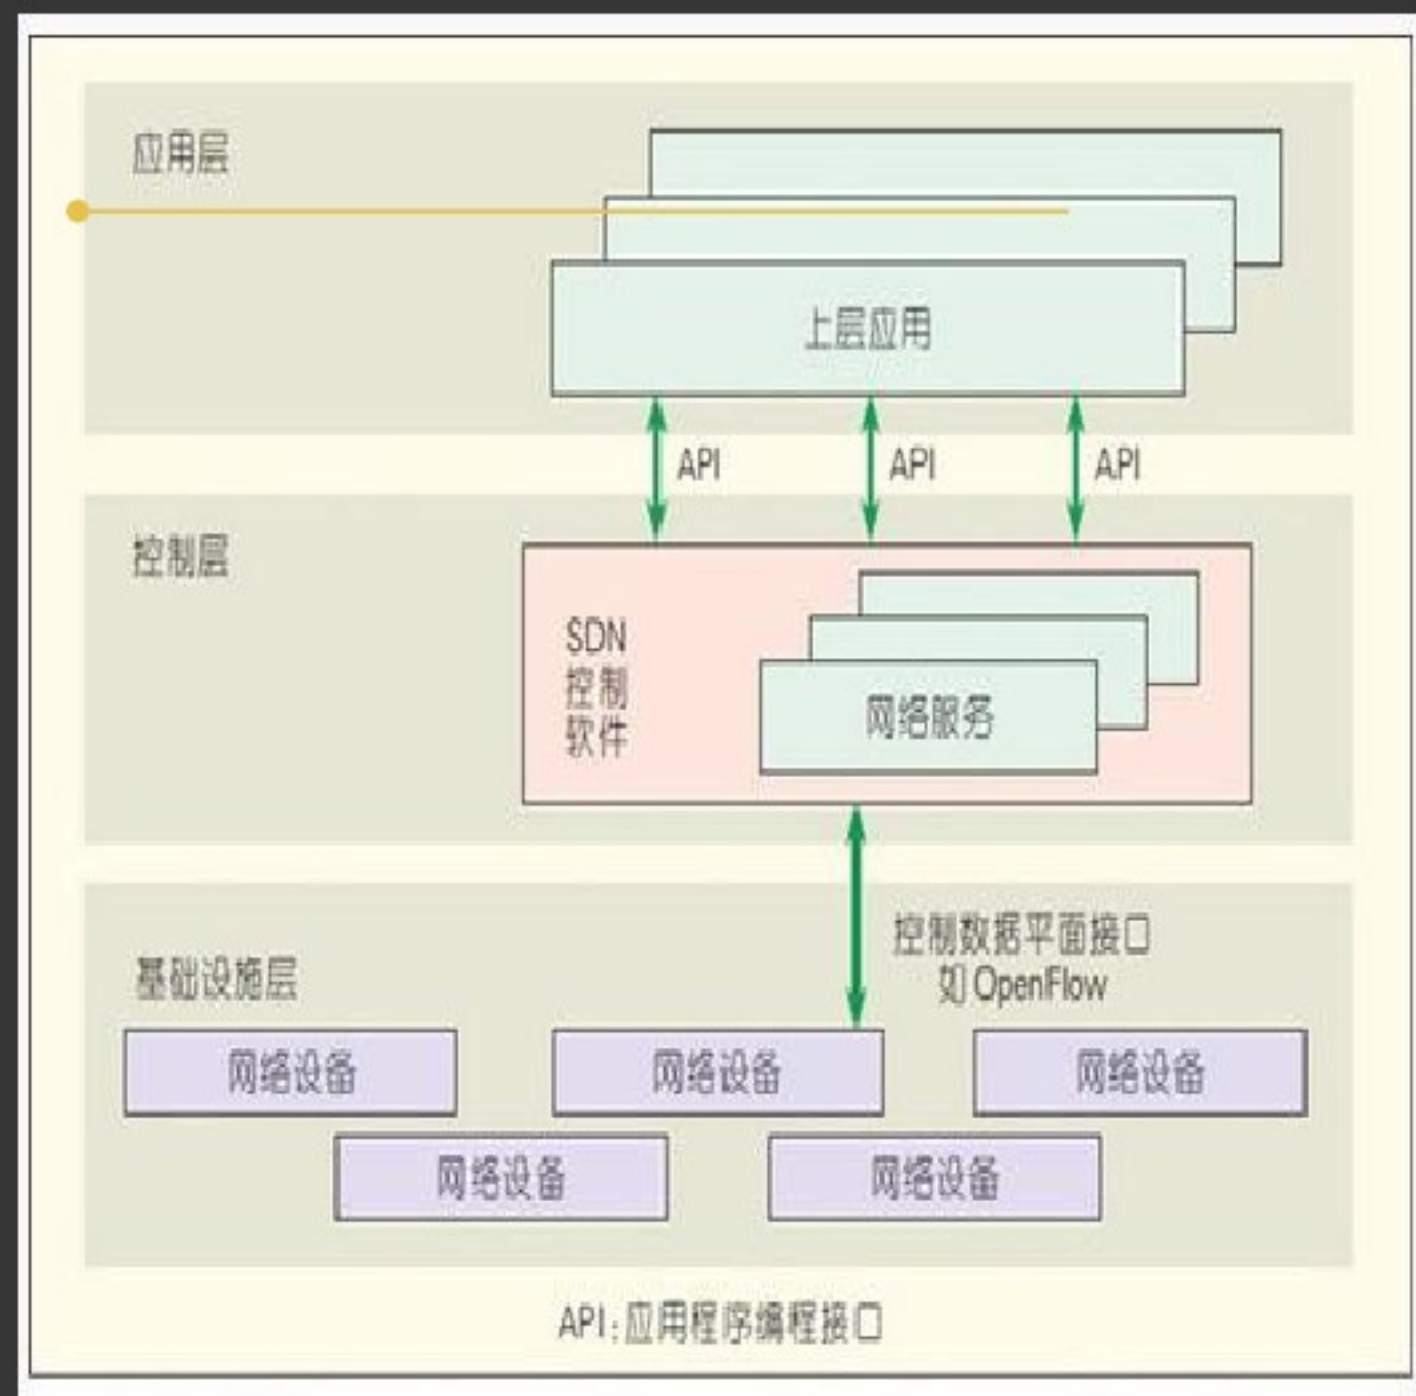 应用层
上层应用
API
API
API
控制层
SDN
控制
软件
网络服务
控制数据平面接口
如 OpenFlow
基础设施层
网络设备
网络设备
网络设备
网络设备
网络设备
API:应用程序编程接口